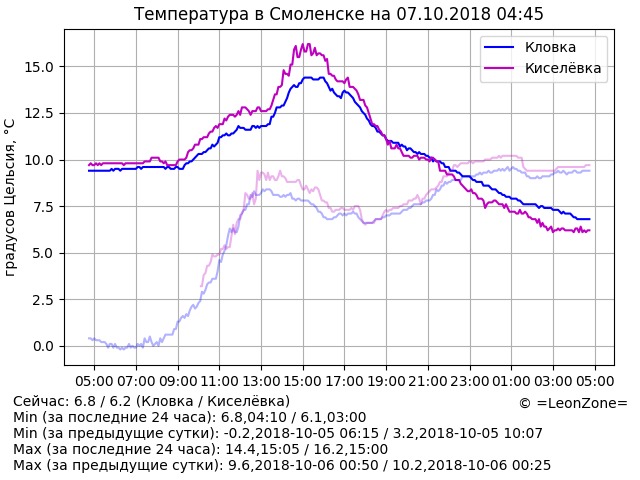 Температура в Смоленске на 07.10.2018 04:45
градусов Цельсия, °C
15.0
12.5
10.0
7.5
5.0
2.5
0.0
Кловка
Киселёвка
05:00 07:00 09:00 11:00 13:00 15:00 17:00 19:00 21:00 23:00 01:00 03:00 05:00
Сейчас: 6.8 / 6.2 (Кловка / Киселёвка)
© =LeonZone=
Min (за последние 24 часа): 6.8,04:10 / 6.1,03:00
Min (за предыдущие сутки): -0.2,2018-10-05 06:15 / 3.2,2018-10-05 10:07
Max (за последние 24 часа): 14.4,15:05 / 16.2,15:00
Max (за предыдущие сутки): 9.6,2018-10-06 00:50 / 10.2,2018-10-06 00:25